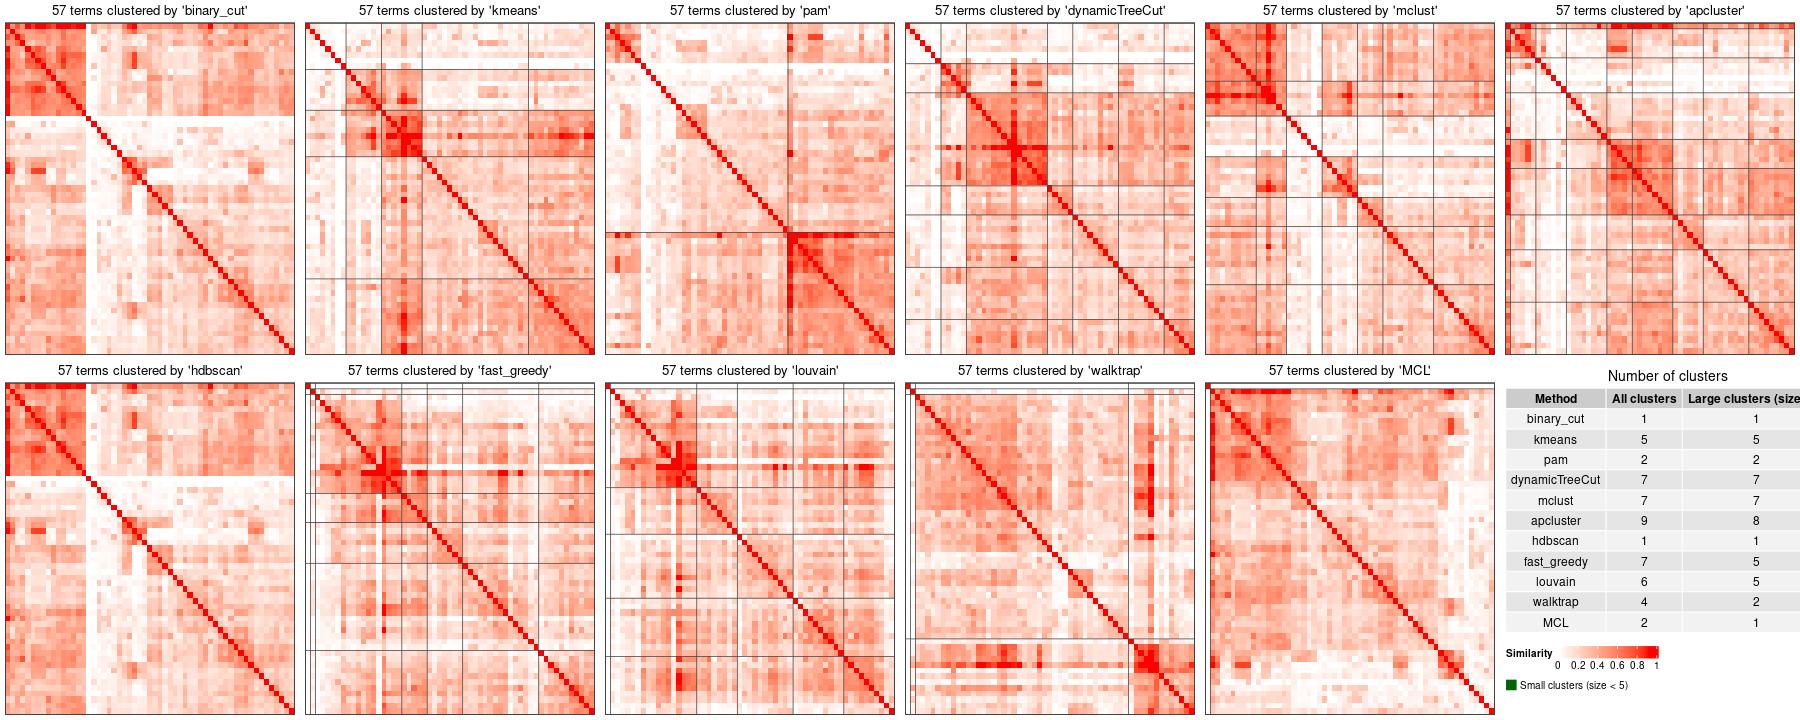 57 terms clustered by 'binary_cut'
57 terms clustered by 'kmeans'
57 terms clustered by 'pam'
57 terms clustered by 'dynamicTreeCut'
57 terms clustered by 'mclust'
57 terms clustered by 'apcluster'
57 terms clustered by 'hdbscan'
57 terms clustered by 'fast_greedy'
57 terms clustered by 'louvain'
57 terms clustered by 'walktrap'
57 terms clustered by 'MCL'
Number of clusters
Method All clusters Large clusters (size
binary_cut 1 1
kmeans 5 5
pam 2 2
dynamicTreeCut 7 7
mclust 7 7
apcluster 9 8
hdbscan 1 1
fast_greedy 7 5
louvain 6 5
walktrap 4 2
MCL 2 1
Similarity
0 0.2 0.4 0.6 0.8 1
Small clusters (size < 5)